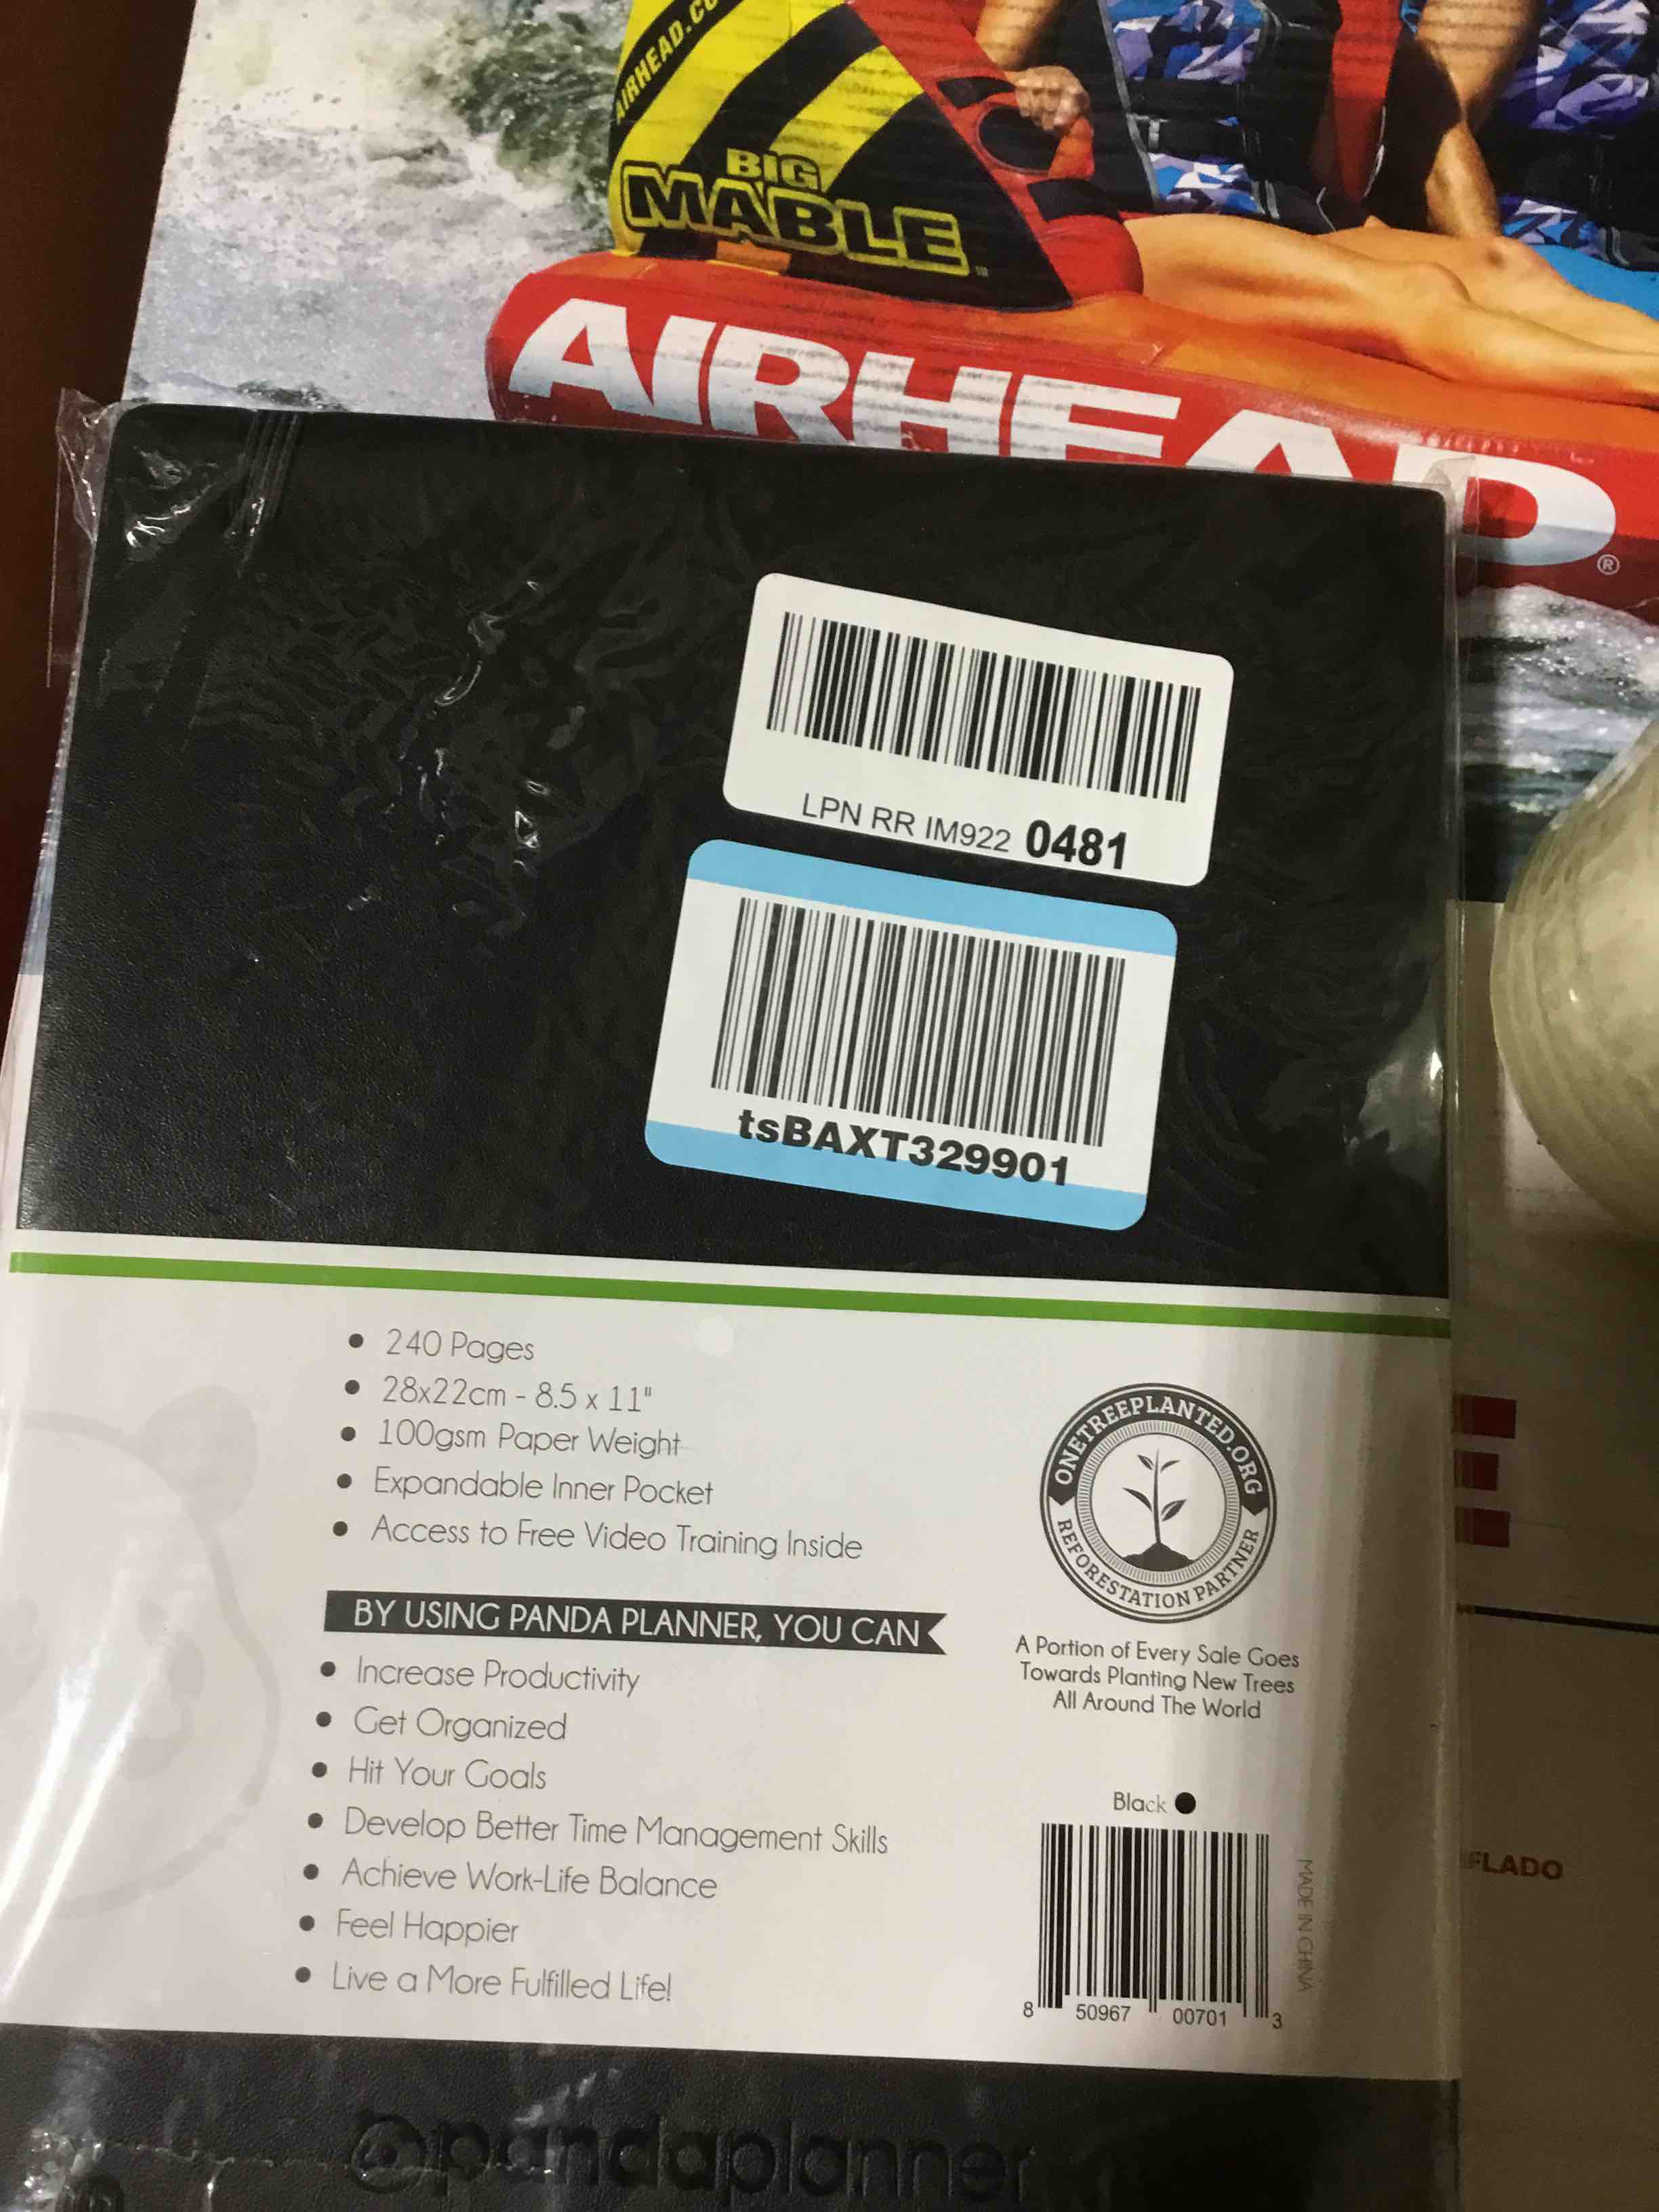 AIRHEAD.CO
BIG
MABLE
™
AIRHEAD®
LPN RR IM922 0481
tsBAXT329901
• 240 Pages
• 28x22cm - 8.5 x 11"
• 100gsm Paper Weight
• Expandable Inner Pocket
• Access to Free Video Training Inside
ONETREEPLANTED.ORG
REFORESTATION PARTNER
A Portion of Every Sale Goes
Towards Planting New Trees
All Around The World
BY USING PANDA PLANNER, YOU CAN
• Increase Productivity
• Get Organized
• Hit Your Goals
• Develop Better Time Management Skills
• Achieve Work-Life Balance
• Feel Happier
• Live a More Fulfilled Life!
Black
MADE IN CHINA
8 50967 00701 3
FLADO
pandaplanner